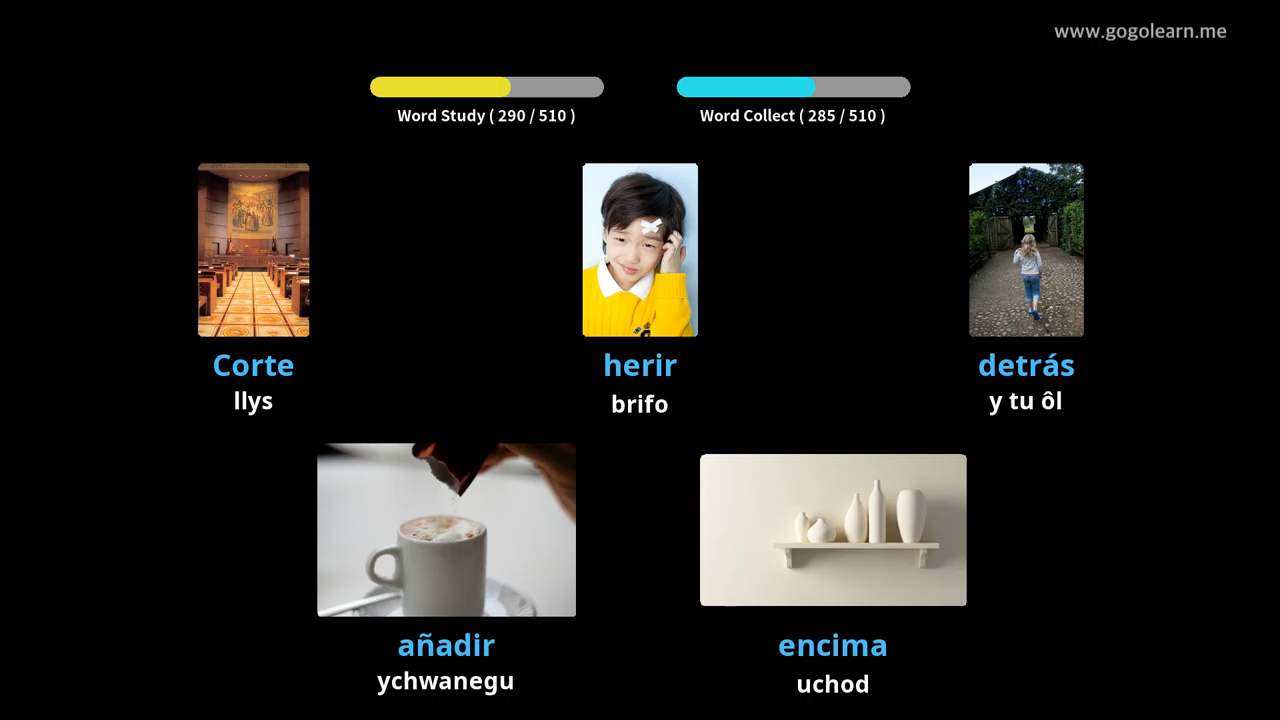 www.gogolearn.me
Word Study ( 290 / 510 )
Word Collect ( 285 / 510 )
Corte
llys
herir
brifo
detrás
y tu ôl
añadir
ychwanegu
encima
uchod